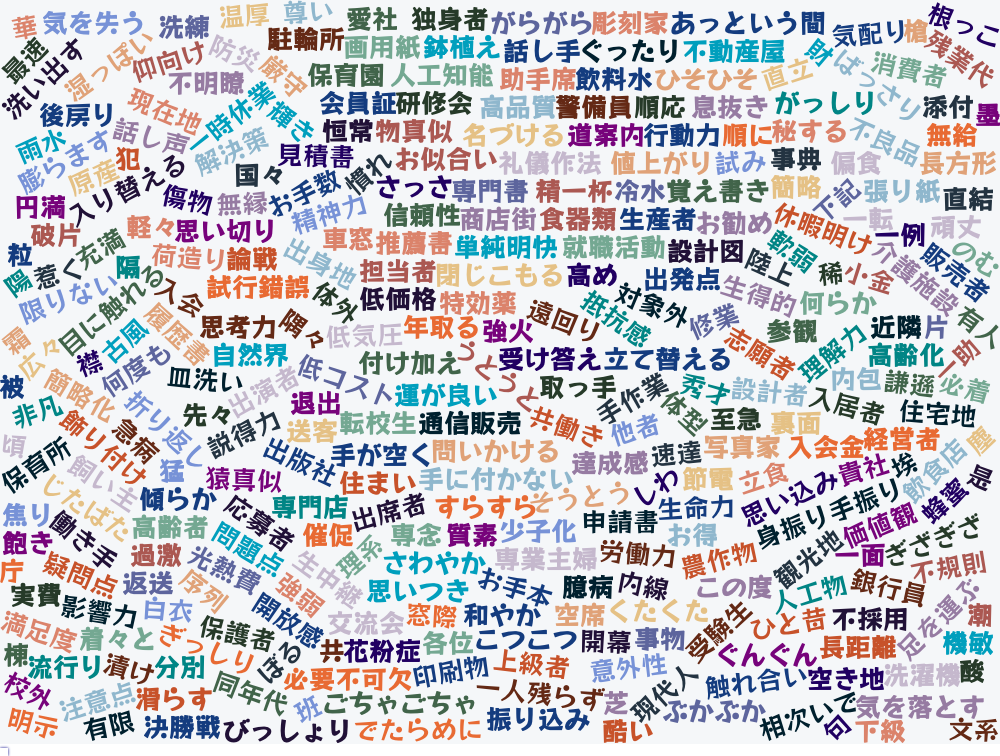 華 気を失う 洗練 温厚 尊い 愛社 独身者 がらがら 彫刻家 あっという間 気配り 槍 根っこ
最速 湿っぽい 仰向け 防災 駐輪所 画用紙 鉢植え 話し手 ぐったり 不動産屋 財 ばっさり 消費者 残業代
洗い出す 不明瞭 厳守 保育園 人工知能 助手席 飲料水 ひそひそ 直立
後戻り 現在地 一時休業 輝き 会員証 研修会 高品質 警備員 順応 息抜き がっしり 添付 墨
雨水 話し声 解決策 恒常 物真似 名づける 道案内 行動力 順に 秘する 不良品 無給
膨らます 原産 犯 入り替える 国々 見積書 慣れ お似合い 礼儀作法 値上がり 試み 事典 偏食 長方形
円満 傷物 無縁 お手数 さっさ 専門書 精一杯 冷水 覚え書き 簡略 下記 張り紙 直結
破片 軽々 思い切り 精神力 信頼性 商店街 食器類 生産者 お勧め 休暇明け 一転 一例 頑丈
粒 充満 荷造り 論戦 出身地 車窓 推薦書 単純明快 就職活動 設計図 陸上 軟弱 介護施設 販売者 のむ
陽 惹く 隔 限りない 目に触れる 入会 試行錯誤 体外 担当者 閉じこもる 高め 出発点 生得的 稀 小金
霜 広々 襟 古風 履歴書 思考力 隅々 低価格 特効薬 遠回り 抵抗感 対象外 修業 何らか 参観 近隣 片 有人
低気圧 年取る 強火 志願者 理解力 高齢化 一助
被 簡略化 何度も 皿洗い 自然界 出演者 低コスト 付け加え うとうと 受け答え 立て替える 内包 謙遜 必着
非凡 折り返し 先々 退出 運が良い 取っ手 手作業 体型 秀才 設計者 入居者 住宅地
頃 飾り付け 急病 説得力 送客 転校生 通信販売 共働き 他者 至急 裏面
保育所 飼い主 猛 猿真似 出版社 手が空く 問いかける 達成感 速達 写真家 入会金 経営者 飲食店 塵
じたばた 傾らか 住まい 手に付かない しわ 節電 立食 思い込み 貴社 埃 蜂蜜 是
焦り 働き手 高齢者 応募者 専門店 出席者 すらすら そうとう 申請書 生命力 身振り手振り 価値観
飽き 過激 問題点 催促 専念 質素 少子化 お得 観光地 一面 ぎざぎざ
庁 疑問点 光熱費 生中継 理系 さわやか 専業主婦 労働力 農作物 不規則
実費 影響力 返送 序列 強弱 思いつき お手本 臆病 内線 この度 人工物 銀行員
満足度 白衣 開放感 交流会 窓際 和やか 空席 くたくた 受験生 ひと昔 不採用 足を運ぶ 潮
着々と ぎっしり 保護者 共 花粉症 各位 こつこつ 開幕 事物 ぐんぐん 長距離 機敏
棟 流行り 漬け 分別 必要不可欠 印刷物 上級者 意外性 触れ合い 空き地 洗濯機 酸
校外 注意点 滑らす 同年代 班 ごちゃごちゃ 一人残らず 芝 現代人 ぶかぶか 相次いで 気を落とす
明示 有限 決勝戦 びっしょり でたらめに 振り込み 酷い 句 下級 文系